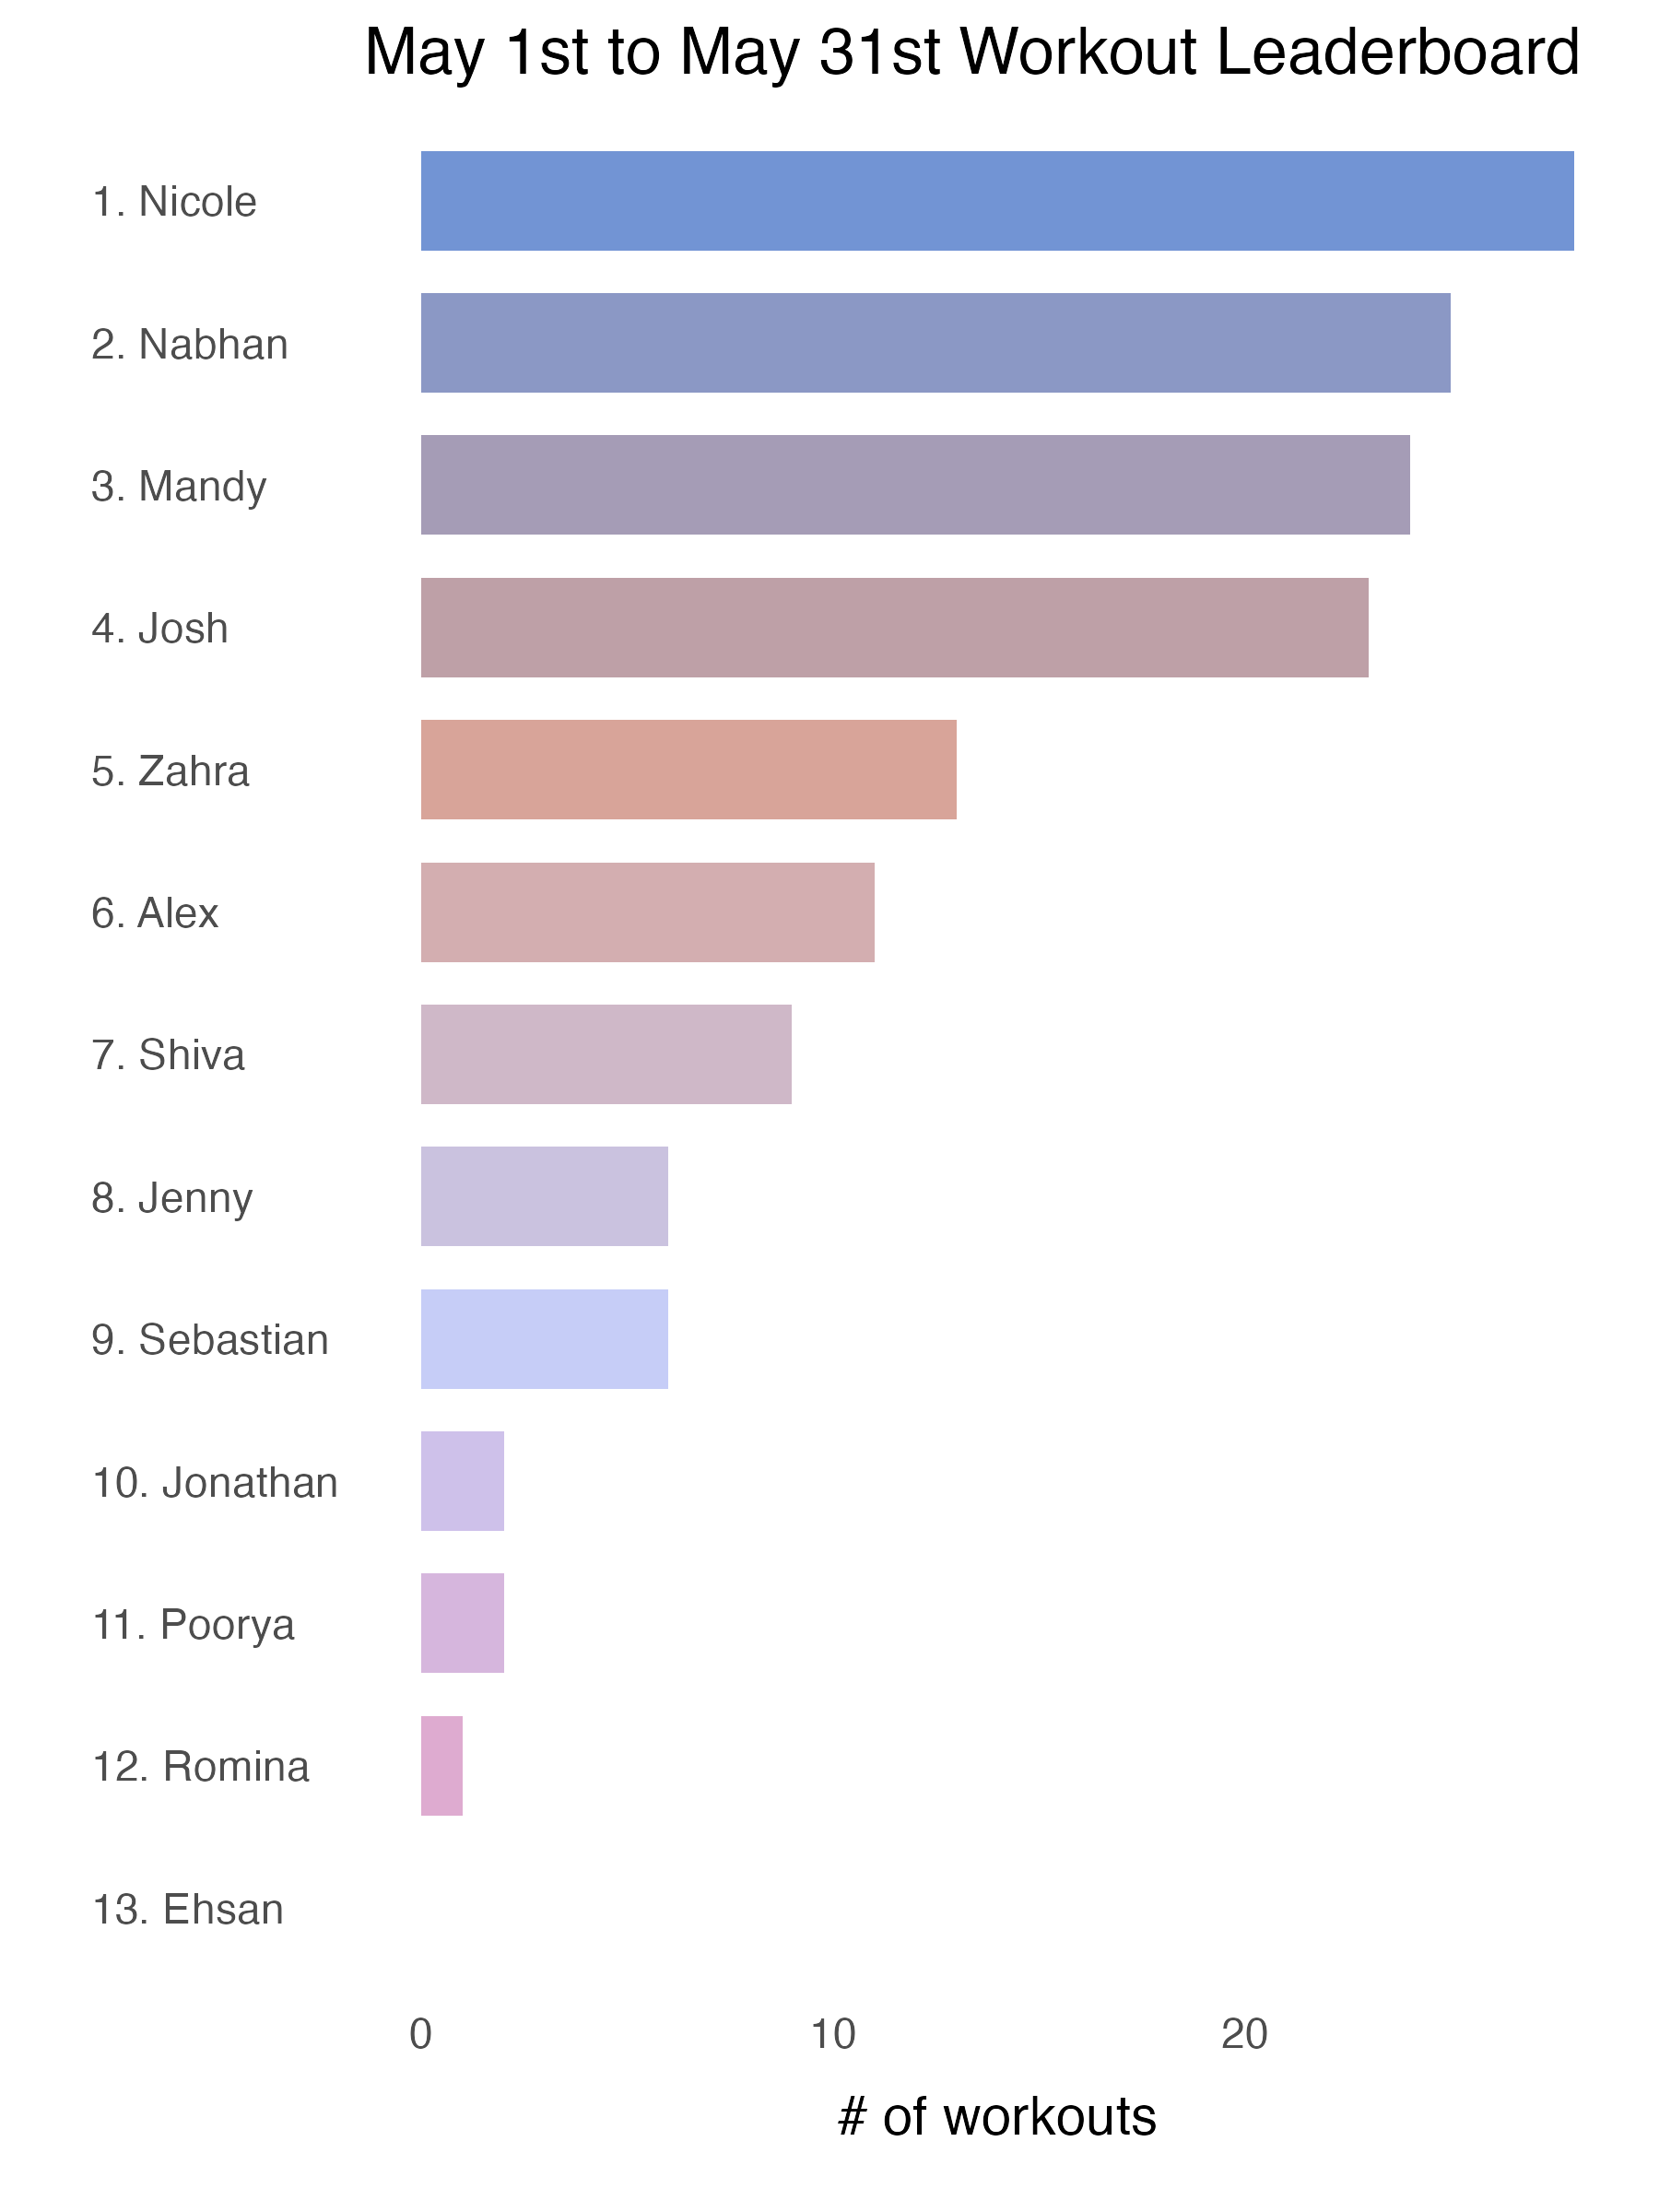 May 1st to May 31st Workout Leaderboard
1. Nicole
2. Nabhan
3. Mandy
4. Josh
5. Zahra
6. Alex
7. Shiva
8. Jenny
9. Sebastian
10. Jonathan
11. Poorya
12. Romina
13. Ehsan
0 10 20
# of workouts